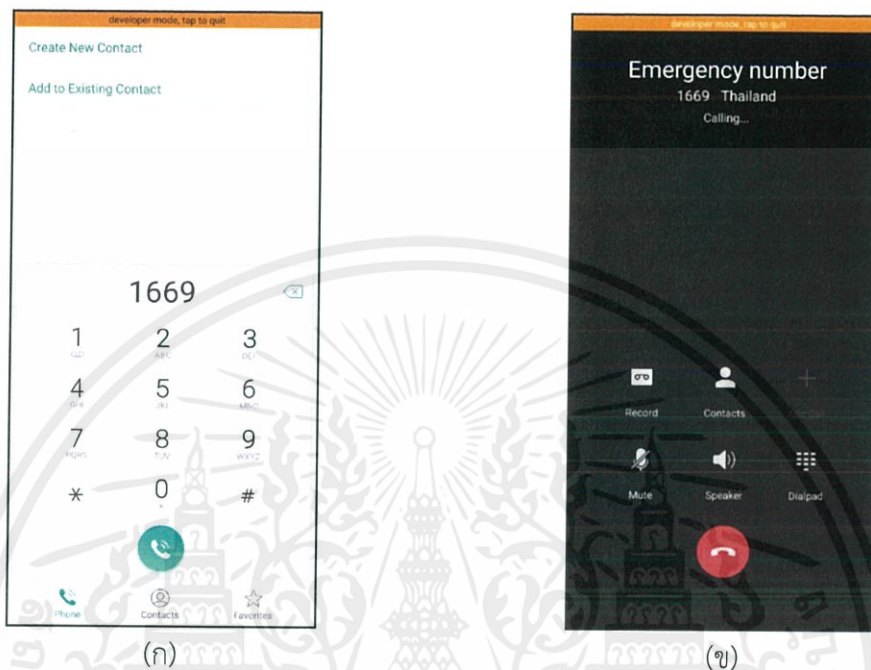 developer mode, tap to quit
Create New Contact
Add to Existing Contact
1669
1 2 3
ABC DEF
4 5 6
GHI JKL MNO
7 8 9
PQRS TUV WXYZ
* 0 #
+
Phone Contacts Favorites
(ก)
developer mode, tap to quit
Emergency number
1669 Thailand
Calling...
Record Contacts
Mute Speaker Dialpad
(ข)